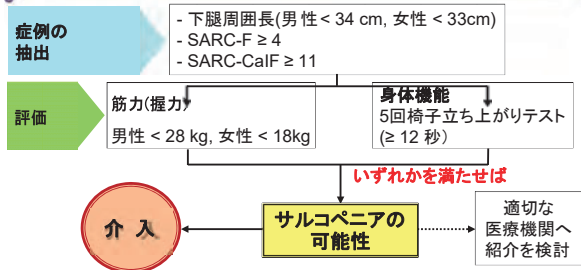 症例の
抽出
- 下腿周囲長(男性< 34 cm, 女性< 33cm)
- SARC-F ≥ 4
- SARC-CalF ≥ 11
評価
筋力(握力)
男性< 28 kg, 女性< 18kg
身体機能
5回椅子立ち上がりテスト
(≥ 12 秒)
いずれかを満たせば
介 入
サルコペニアの
可能性
適切な
医療機関へ
紹介を検討